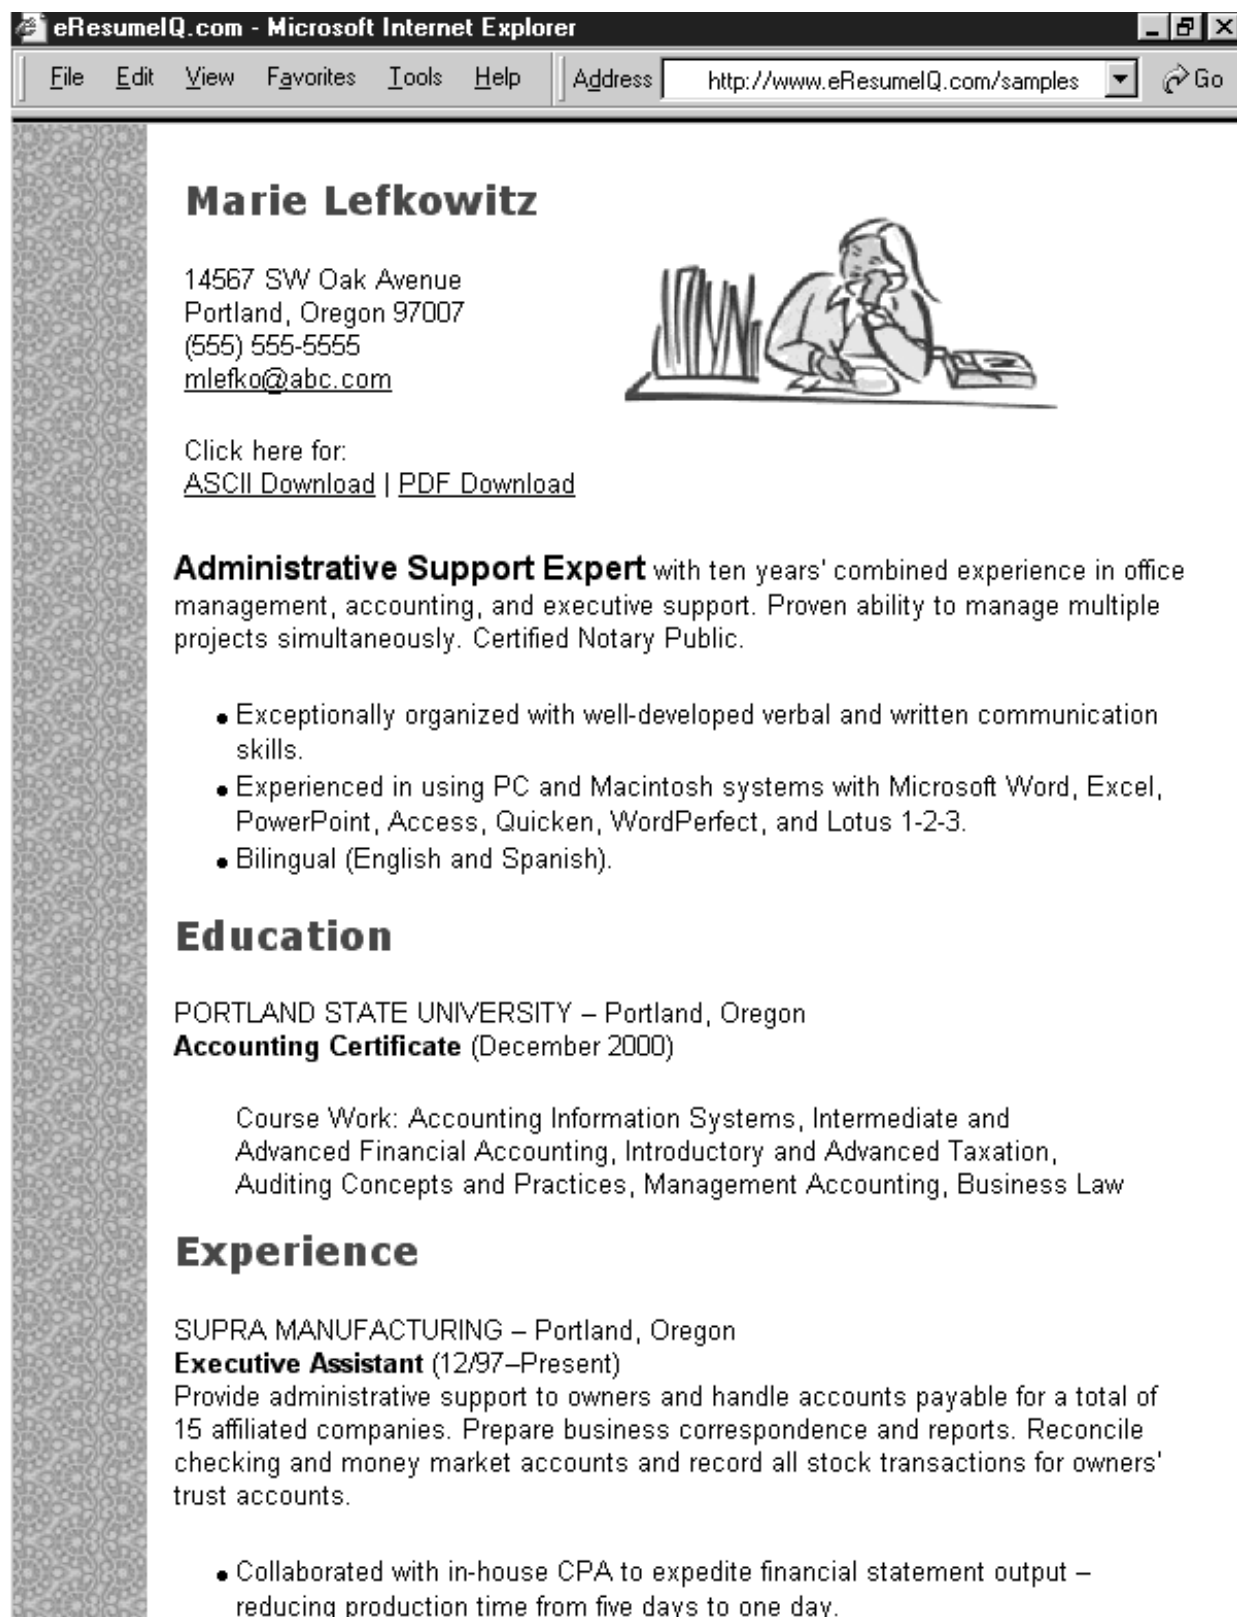 eResumeIQ.com - Microsoft Internet Explorer
File Edit View Favorites Tools Help Address http://www.eResumeIQ.com/samples Go
Marie Lefkowitz
14567 SW Oak Avenue
Portland, Oregon 97007
(555) 555-5555
mlefko@abc.com
Click here for:
ASCII Download | PDF Download
Administrative Support Expert with ten years' combined experience in office
management, accounting, and executive support. Proven ability to manage multiple
projects simultaneously. Certified Notary Public.
• Exceptionally organized with well-developed verbal and written communication
skills.
• Experienced in using PC and Macintosh systems with Microsoft Word, Excel,
PowerPoint, Access, Quicken, WordPerfect, and Lotus 1-2-3.
• Bilingual (English and Spanish).
Education
PORTLAND STATE UNIVERSITY – Portland, Oregon
Accounting Certificate (December 2000)
Course Work: Accounting Information Systems, Intermediate and
Advanced Financial Accounting, Introductory and Advanced Taxation,
Auditing Concepts and Practices, Management Accounting, Business Law
Experience
SUPRA MANUFACTURING – Portland, Oregon
Executive Assistant (12/97–Present)
Provide administrative support to owners and handle accounts payable for a total of
15 affiliated companies. Prepare business correspondence and reports. Reconcile
checking and money market accounts and record all stock transactions for owners'
trust accounts.
• Collaborated with in-house CPA to expedite financial statement output –
reducing production time from five days to one day.